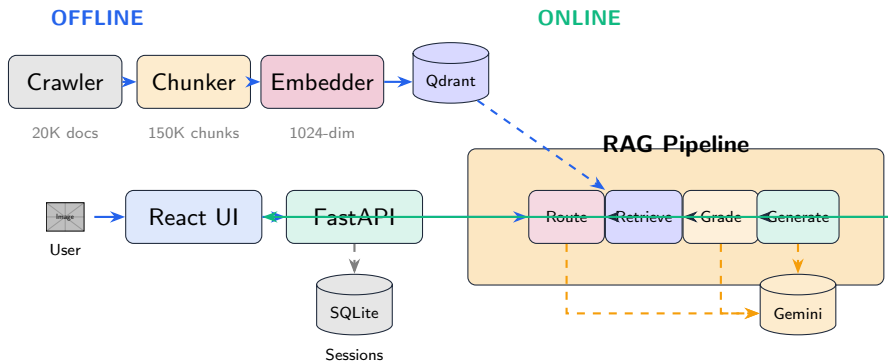 OFFLINE
ONLINE
Crawler
Chunker
Embedder
Qdrant
20K docs
150K chunks
1024-dim
RAG Pipeline
Image
User
React UI
FastAPI
Route
Retrieve
Grade
Generate
SQLite
Sessions
Gemini